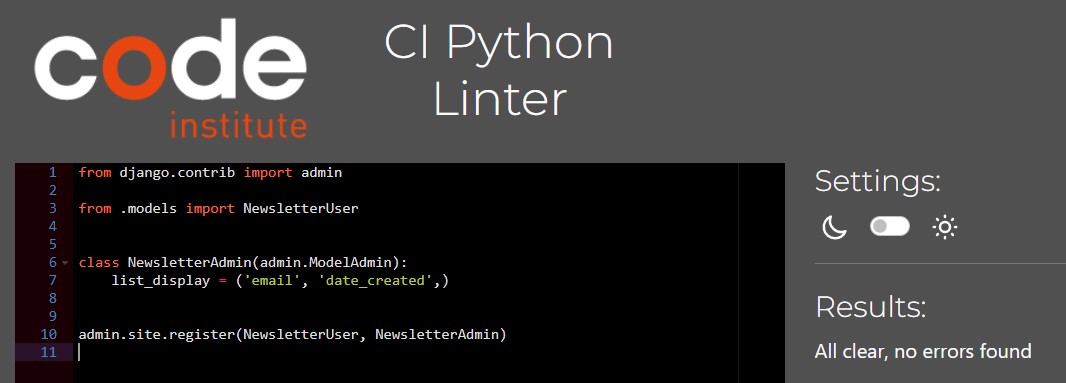 code
institute
CI Python
Linter
1 from django.contrib import admin
2
3 from .models import NewsletterUser
4
5
6 class NewsletterAdmin(admin.ModelAdmin):
7     list_display = ('email', 'date_created',)
8
9
10 admin.site.register(NewsletterUser, NewsletterAdmin)
11
Settings:
Results:
All clear, no errors found